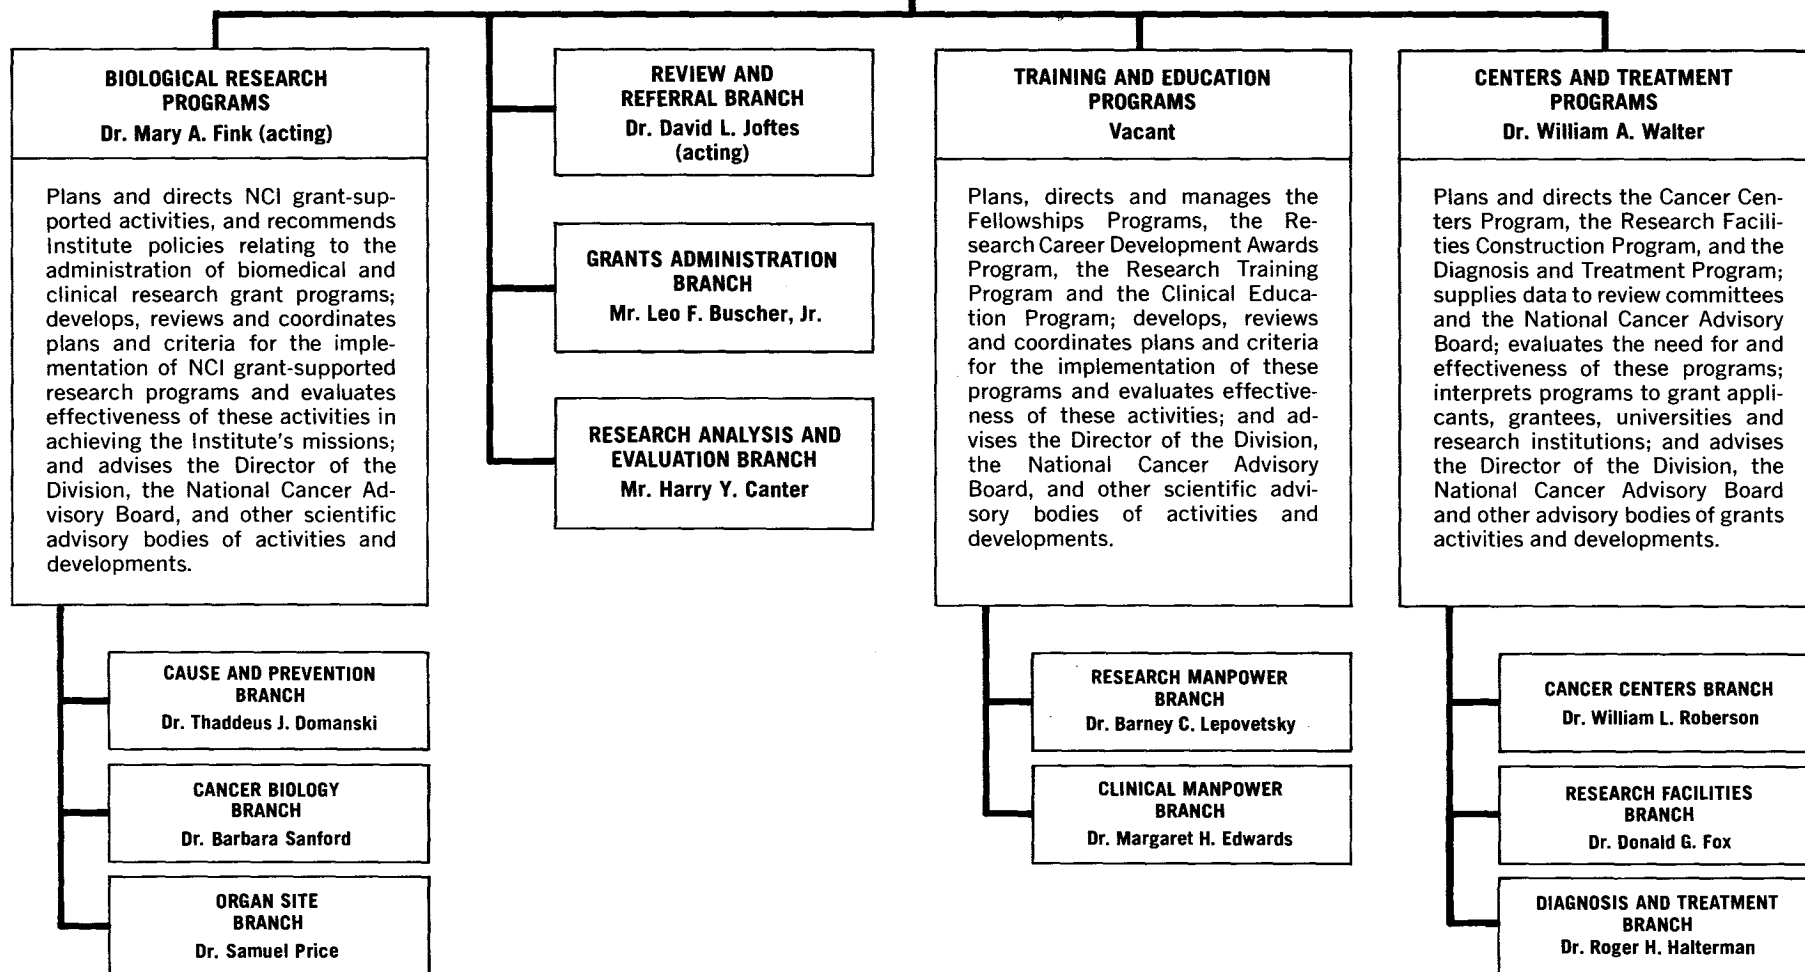 BIOLOGICAL RESEARCH
PROGRAMS
Dr. Mary A. Fink (acting)
Plans and directs NCI grant-sup-
ported activities, and recommends
Institute policies relating to the
administration of biomedical and
clinical research grant programs;
develops, reviews and coordinates
plans and criteria for the imple-
mentation of NCI grant-supported
research programs and evaluates
effectiveness of these activities in
achieving the Institute's missions;
and advises the Director of the
Division, the National Cancer Ad-
visory Board, and other scientific
advisory bodies of activities and
developments.
CAUSE AND PREVENTION
BRANCH
Dr. Thaddeus J. Domanski
CANCER BIOLOGY
BRANCH
Dr. Barbara Sanford
ORGAN SITE
BRANCH
Dr. Samuel Price
REVIEW AND
REFERRAL BRANCH
Dr. David L. Joftes
(acting)
GRANTS ADMINISTRATION
BRANCH
Mr. Leo F. Buscher, Jr.
RESEARCH ANALYSIS AND
EVALUATION BRANCH
Mr. Harry Y. Canter
TRAINING AND EDUCATION
PROGRAMS
Vacant
Plans, directs and manages the
Fellowships Programs, the Re-
search Career Development Awards
Program, the Research Training
Program and the Clinical Educa-
tion Program; develops, reviews
and coordinates plans and criteria
for the implementation of these
programs and evaluates effective-
ness of these activities; and ad-
vises the Director of the Division,
the National Cancer Advisory
Board, and other scientific advi-
sory bodies of activities and
developments.
RESEARCH MANPOWER
BRANCH
Dr. Barney C. Lepovetsky
CLINICAL MANPOWER
BRANCH
Dr. Margaret H. Edwards
CENTERS AND TREATMENT
PROGRAMS
Dr. William A. Walter
Plans and directs the Cancer Cen-
ters Program, the Research Facili-
ties Construction Program, and the
Diagnosis and Treatment Program;
supplies data to review committees
and the National Cancer Advisory
Board; evaluates the need for and
effectiveness of these programs;
interprets programs to grant appli-
cants, grantees, universities and
research institutions; and advises
the Director of the Division, the
National Cancer Advisory Board
and other advisory bodies of grants
activities and developments.
CANCER CENTERS BRANCH
Dr. William L. Roberson
RESEARCH FACILITIES
BRANCH
Dr. Donald G. Fox
DIAGNOSIS AND TREATMENT
BRANCH
Dr. Roger H. Halterman